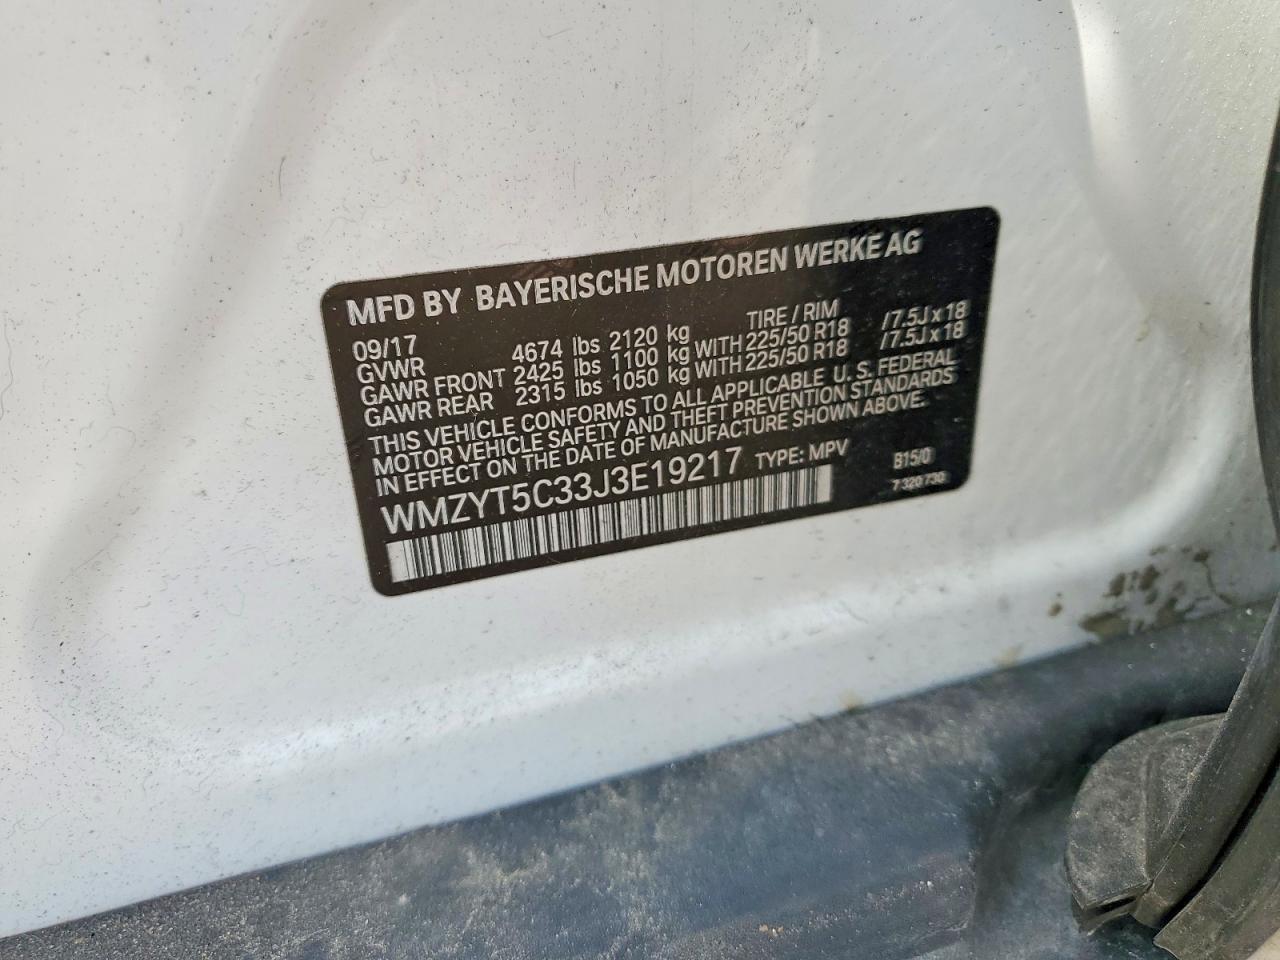 MFD BY BAYERISCHE MOTOREN WERKE AG
09/17 TIRE / RIM
GVWR 4674 lbs 2120 kg
GAWR FRONT 2425 lbs 1100 kg WITH 225/50 R18 /7.5J x 18
GAWR REAR 2315 lbs 1050 kg WITH 225/50 R18 /7.5J x 18
THIS VEHICLE CONFORMS TO ALL APPLICABLE U. S. FEDERAL
MOTOR VEHICLE SAFETY AND THEFT PREVENTION STANDARDS
IN EFFECT ON THE DATE OF MANUFACTURE SHOWN ABOVE.
WMZYT5C33J3E19217 TYPE: MPV B15/0
7 320 730